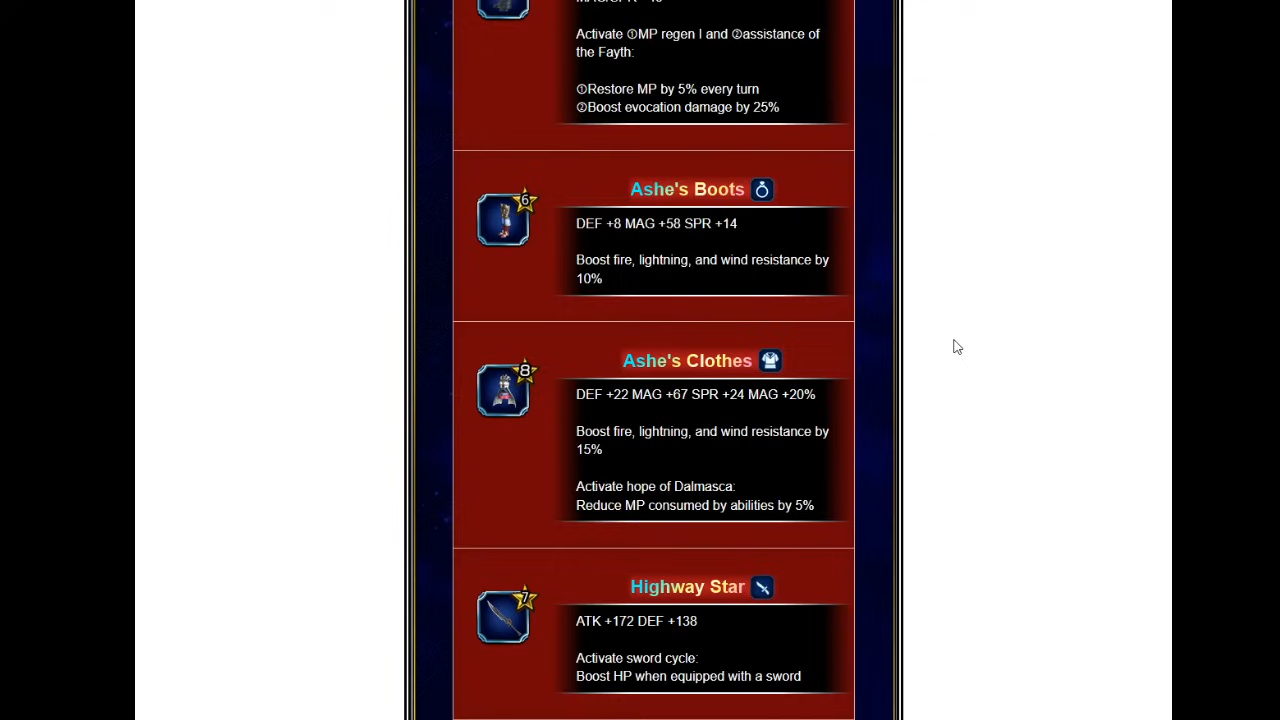 Activate ①MP regen I and ②assistance of
the Fayth:
①Restore MP by 5% every turn
②Boost evocation damage by 25%
Ashe's Boots
6
DEF +8 MAG +58 SPR +14
Boost fire, lightning, and wind resistance by
10%
Ashe's Clothes
8
DEF +22 MAG +67 SPR +24 MAG +20%
Boost fire, lightning, and wind resistance by
15%
Activate hope of Dalmasca:
Reduce MP consumed by abilities by 5%
Highway Star
7
ATK +172 DEF +138
Activate sword cycle:
Boost HP when equipped with a sword